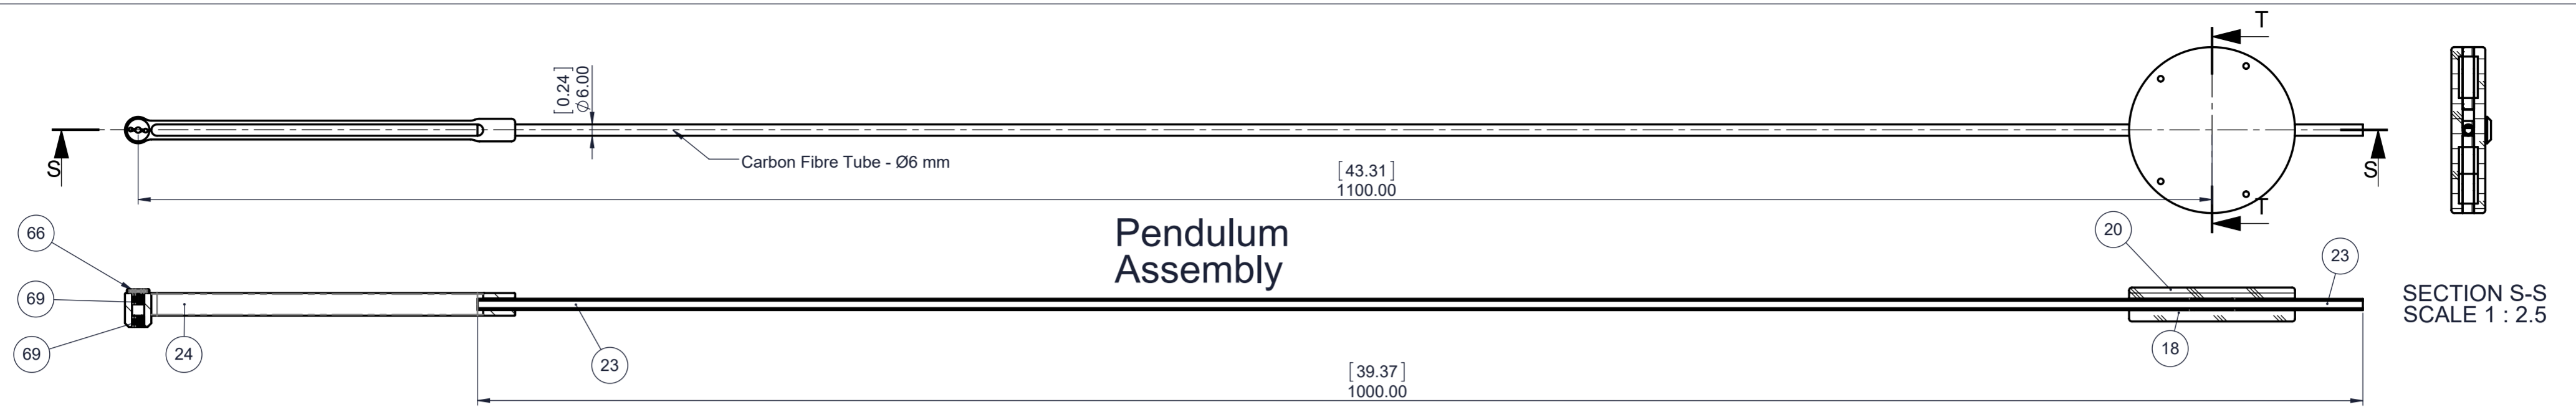 T
[0.24]
Ø6.00
S
Carbon Fibre Tube - Ø6 mm
[43.31]
1100.00
S
T
Pendulum
Assembly
66
20
23
69
SECTION S-S
SCALE 1 : 2.5
69
24
23
18
[39.37]
1000.00